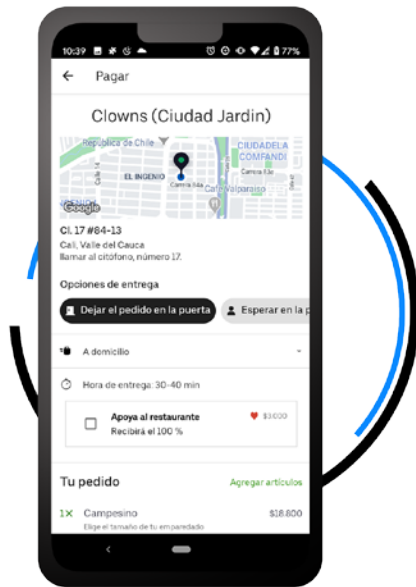 10:39
77%
Pagar
Clowns (Ciudad Jardin)
República de Chile
CIUDADELA
COMFANDI
EL INGENIO
Carrera 83a
Café Valparaiso
Google
Cl. 17 #84-13
Cali, Valle del Cauca
llamar al citófono, número 17.
Opciones de entrega
Dejar el pedido en la puerta
Esperar en la p
A domicilio
Hora de entrega: 30-40 min
Apoya al restaurante
$3.000
Recibirá el 100 %
Tu pedido
Agregar artículos
1X Campesino
$18.800
Elige el tamaño de tu emparedado